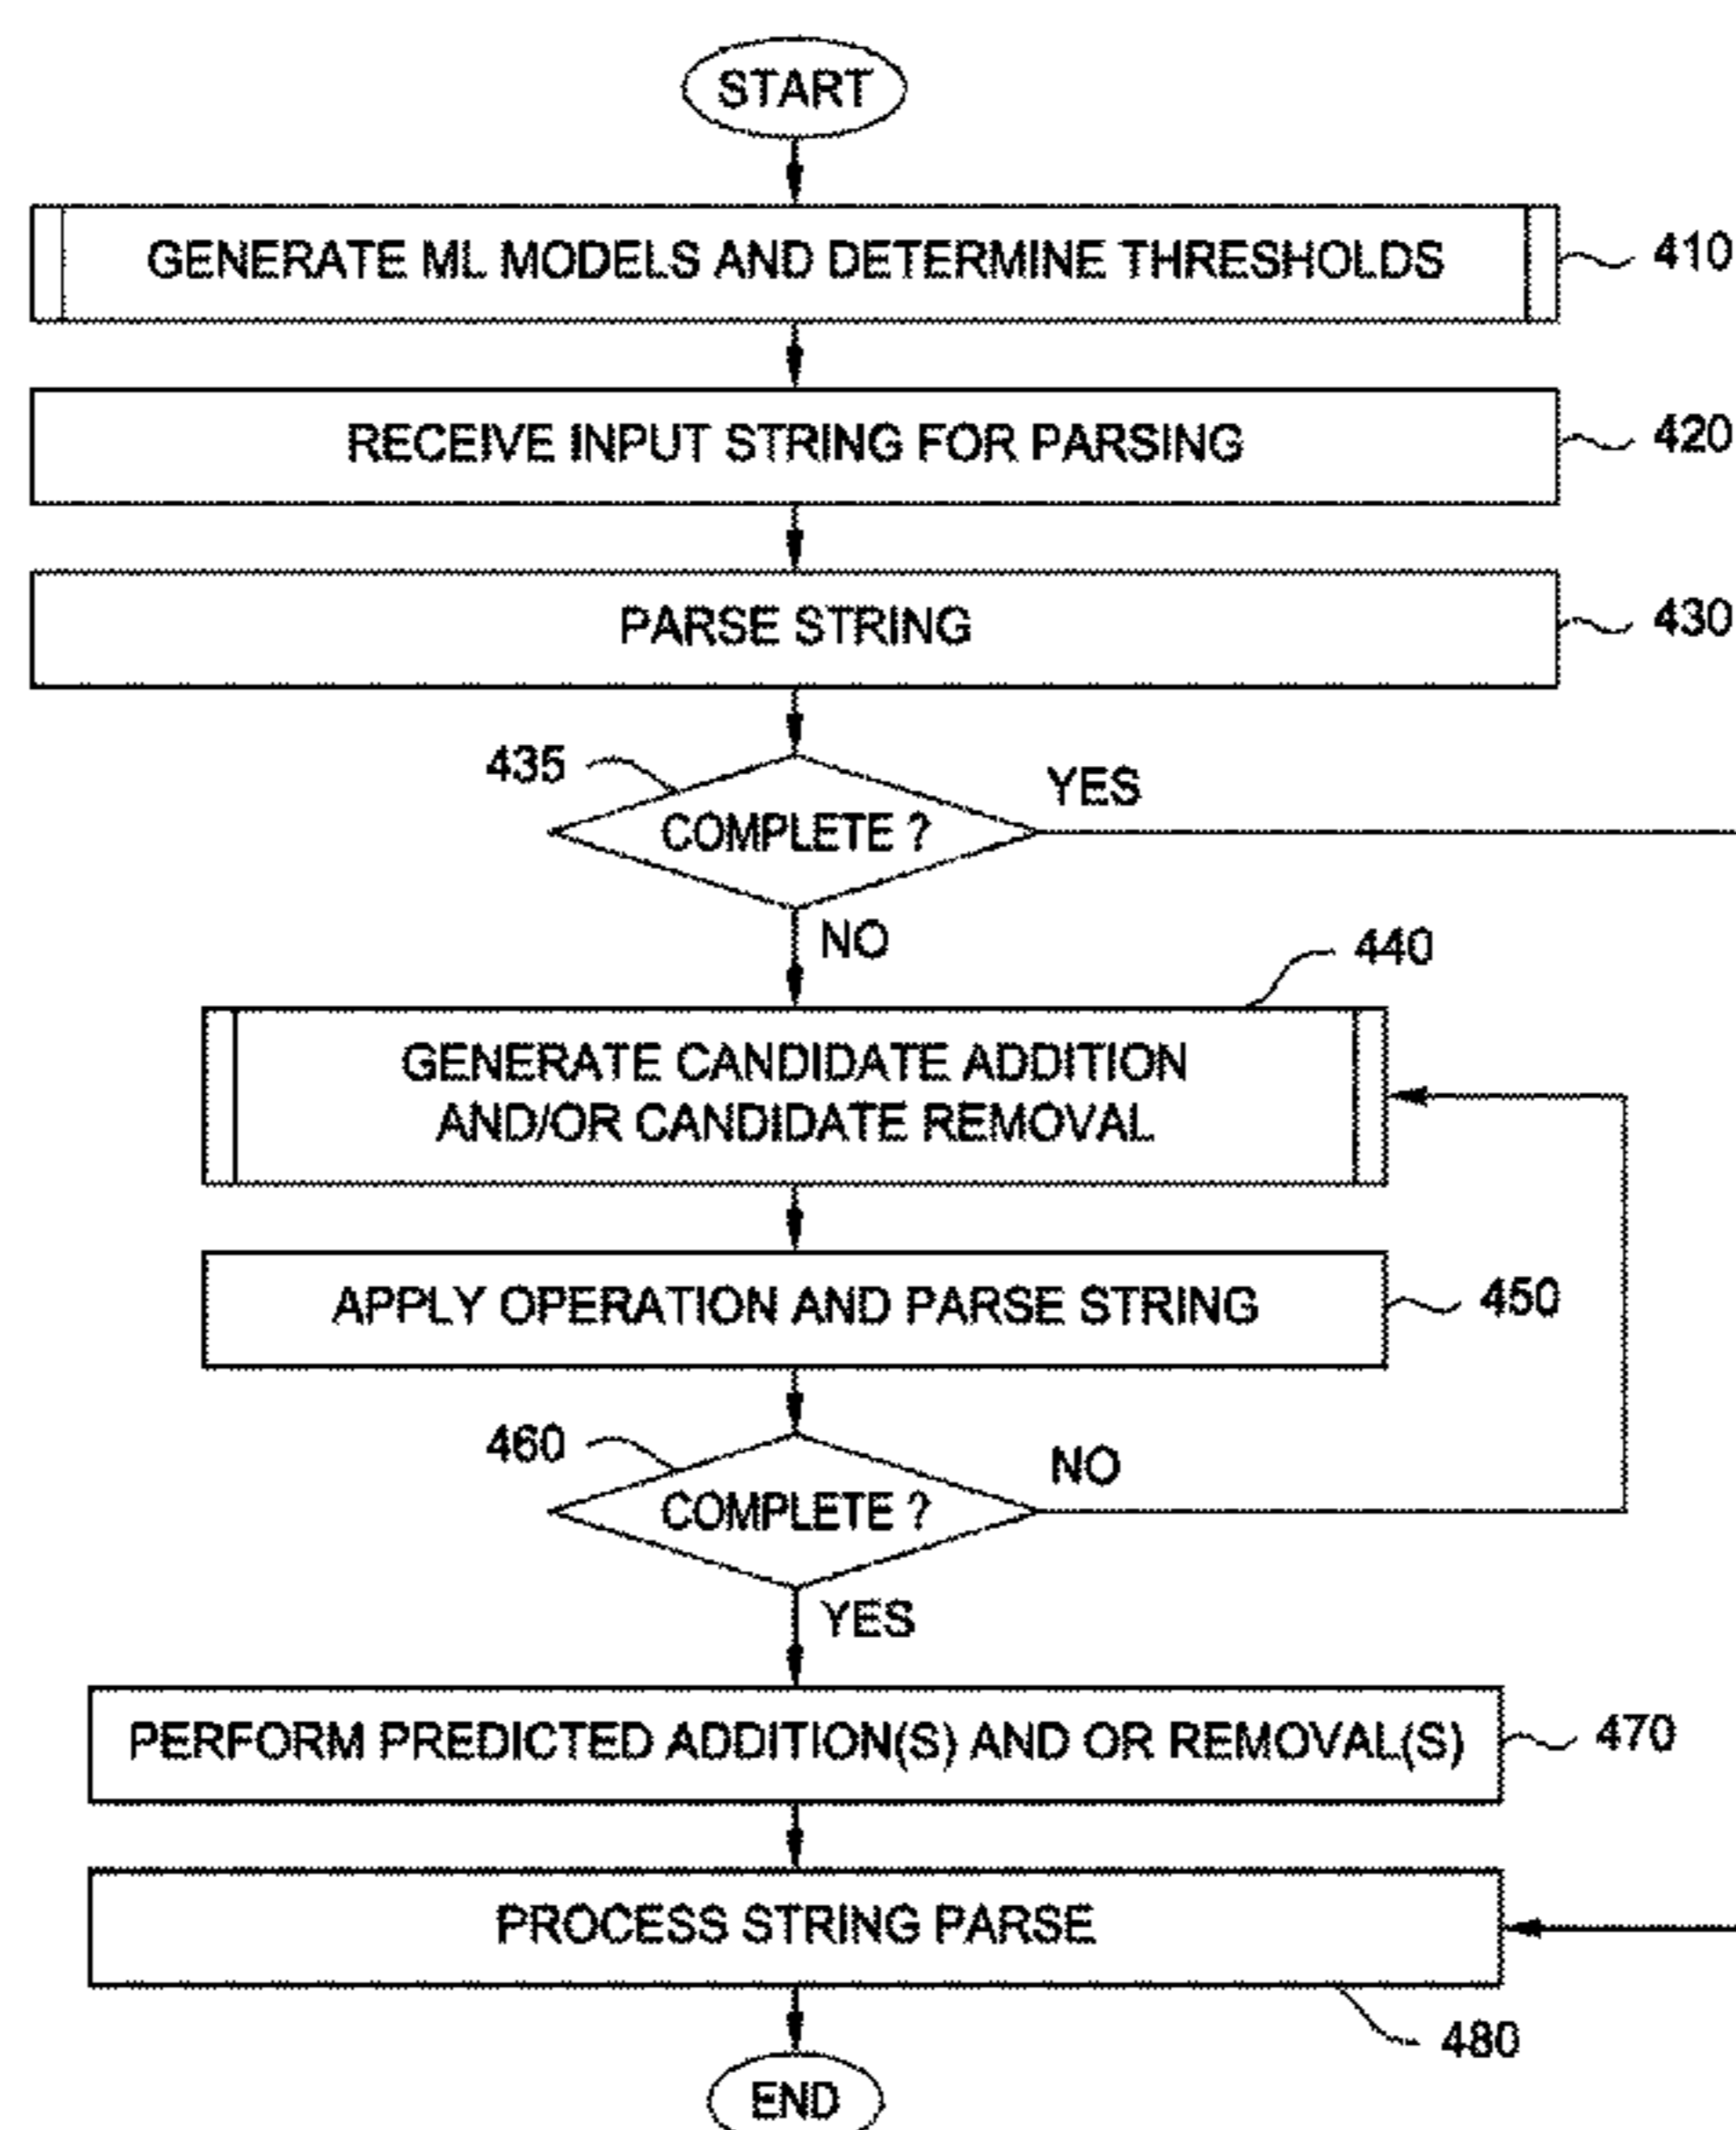 START
GENERATE ML MODELS AND DETERMINE THRESHOLDS
410
RECEIVE INPUT STRING FOR PARSING
420
PARSE STRING
430
435
COMPLETE ?
YES
NO
440
GENERATE CANDIDATE ADDITION
AND/OR CANDIDATE REMOVAL
APPLY OPERATION AND PARSE STRING
450
460
COMPLETE ?
NO
YES
PERFORM PREDICTED ADDITION(S) AND OR REMOVAL(S)
470
PROCESS STRING PARSE
480
END